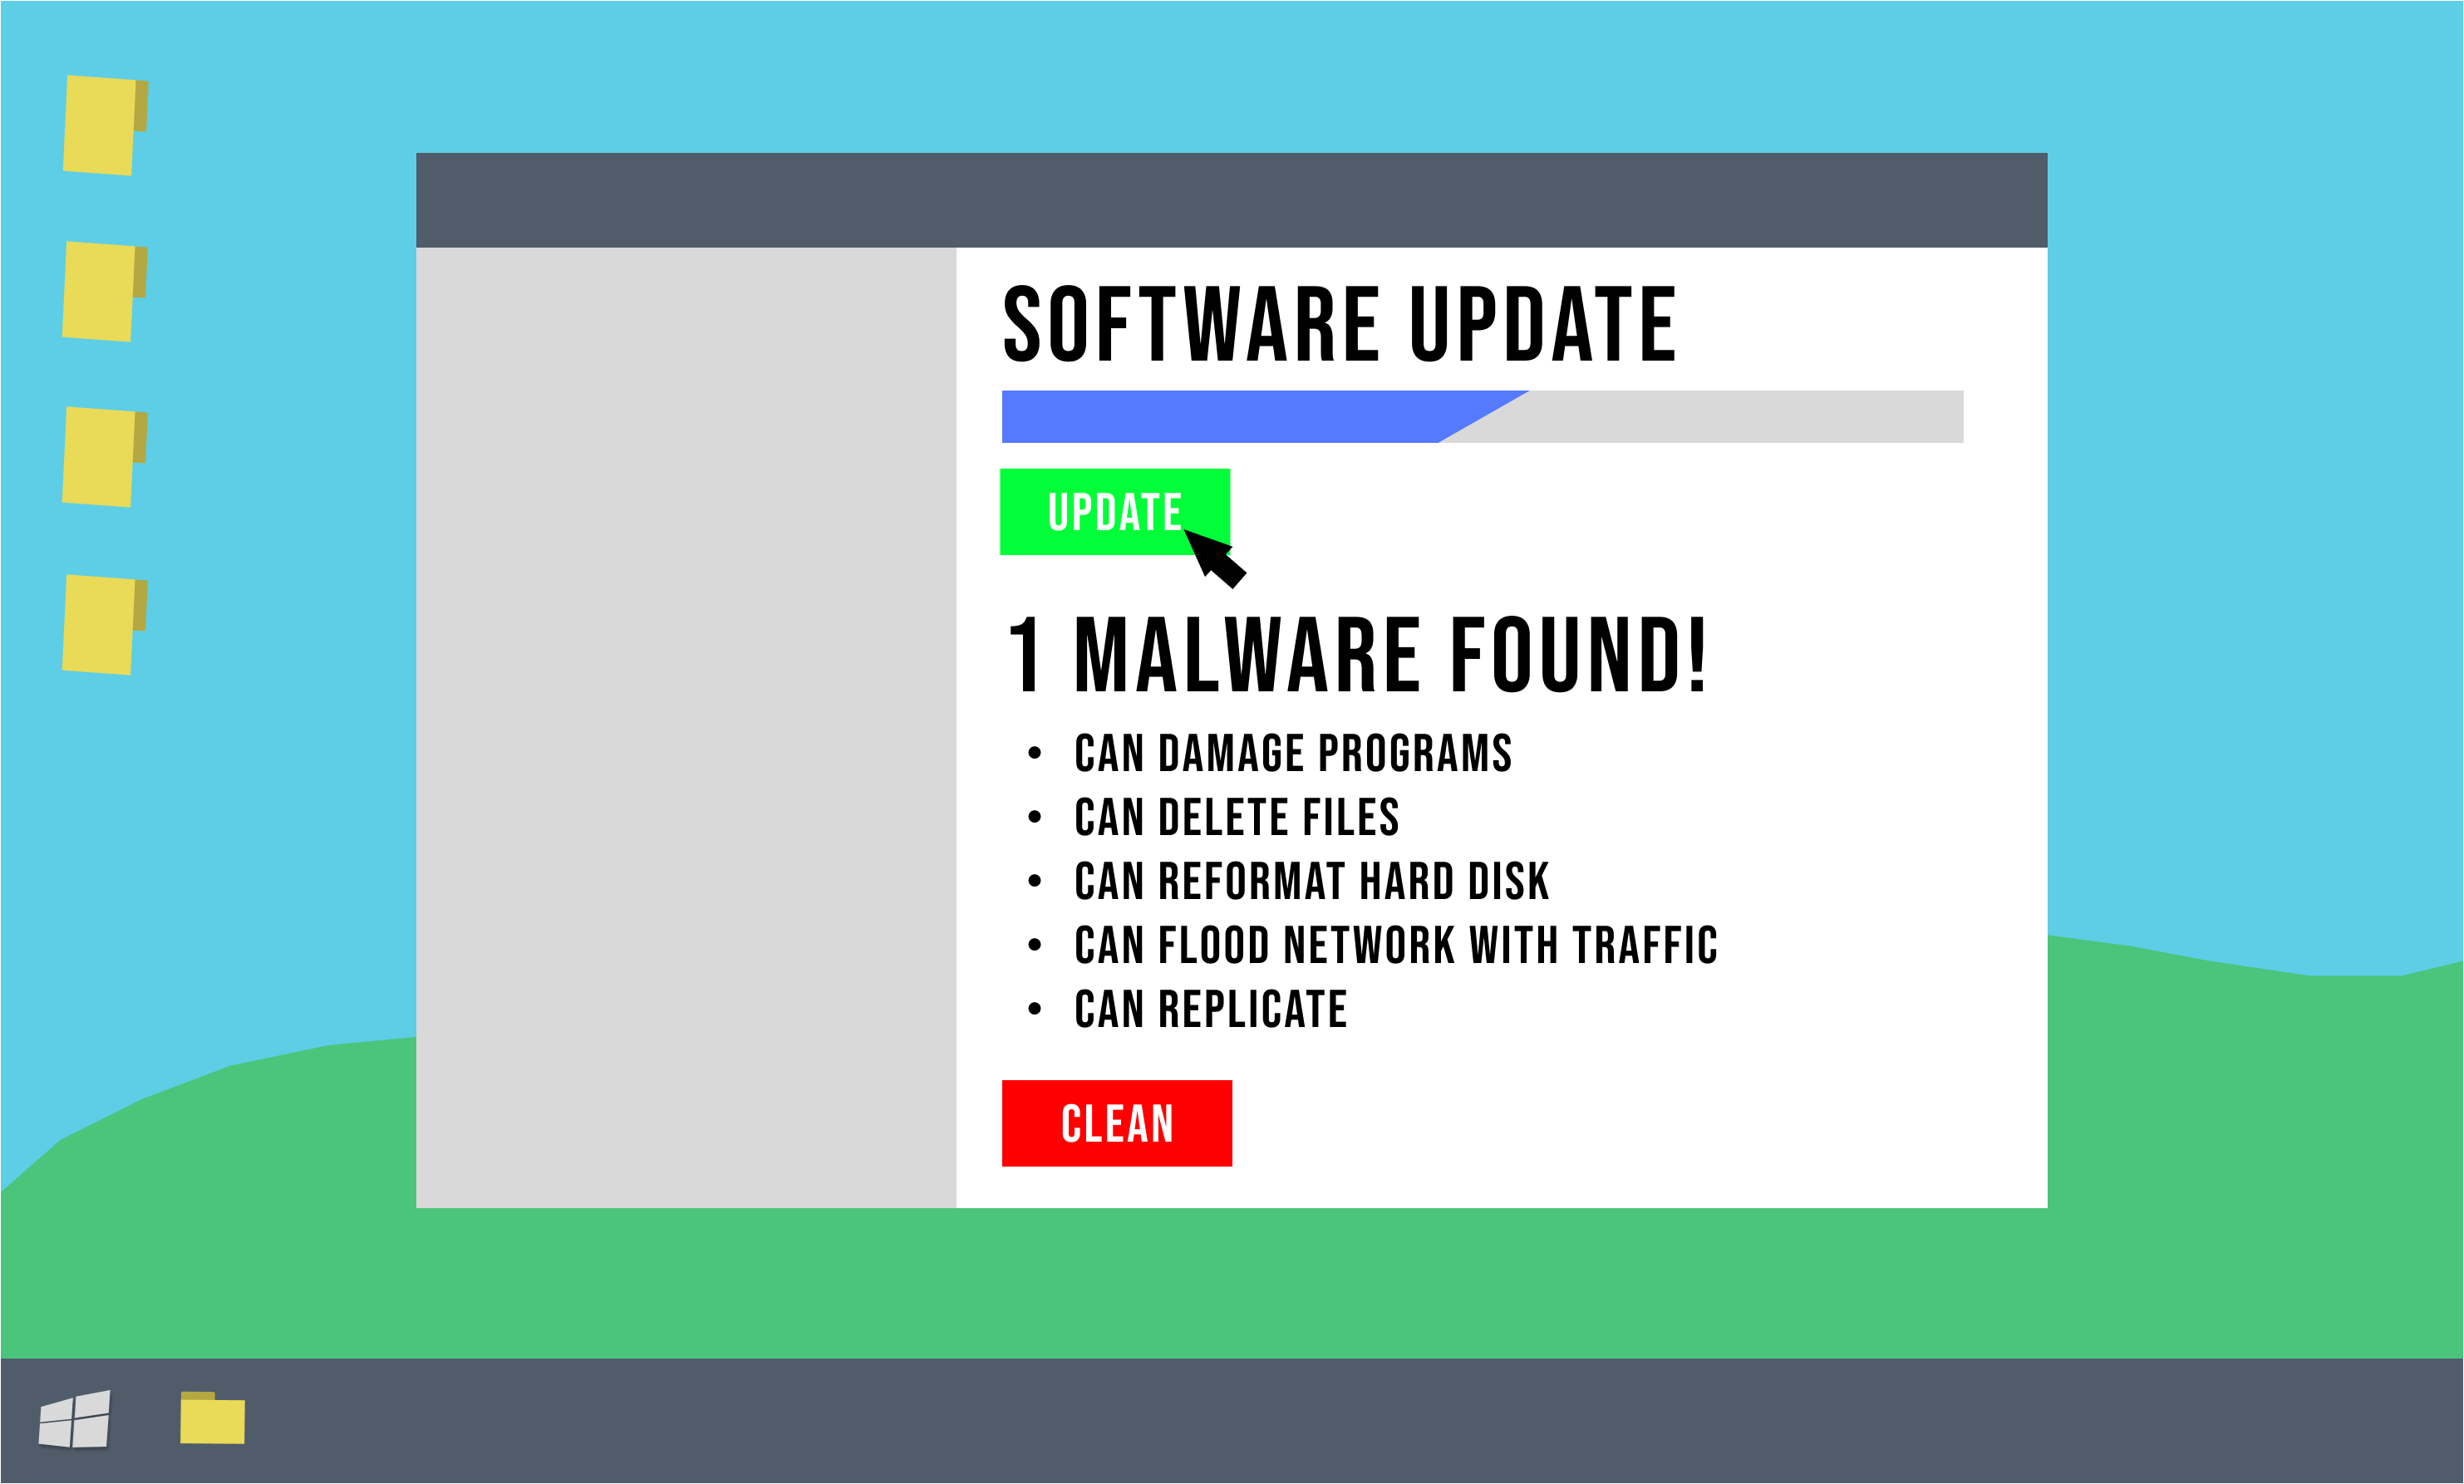 SOFTWARE UPDATE
UPDATE
1 MALWARE FOUND!
• CAN DAMAGE PROGRAMS
• CAN DELETE FILES
• CAN REFORMAT HARD DISK
• CAN FLOOD NETWORK WITH TRAFFIC
• CAN REPLICATE
CLEAN